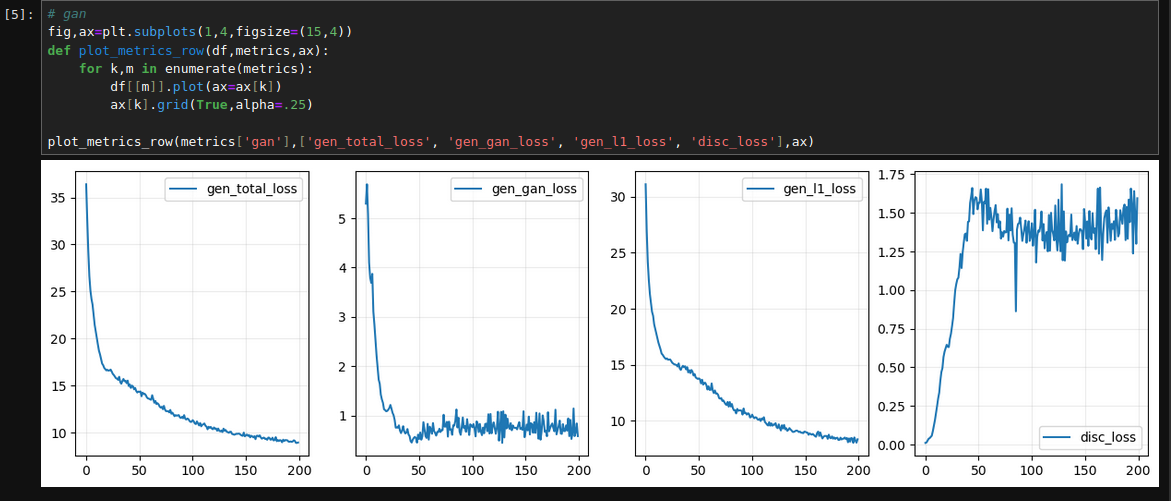 [5]:
# gan
fig,ax=plt.subplots(1,4,figsize=(15,4))
def plot_metrics_row(df,metrics,ax):
    for k,m in enumerate(metrics):
        df[[m]].plot(ax=ax[k])
        ax[k].grid(True,alpha=.25)
plot_metrics_row(metrics['gan'],['gen_total_loss', 'gen_gan_loss', 'gen_l1_loss', 'disc_loss'],ax)
gen_total_loss
35
30
25
20
15
10
0 50 100 150 200
gen_gan_loss
5
4
3
2
1
0 50 100 150 200
gen_l1_loss
30
25
20
15
10
0 50 100 150 200
1.75
1.50
1.25
1.00
0.75
0.50
0.25
0.00
disc_loss
0 50 100 150 200